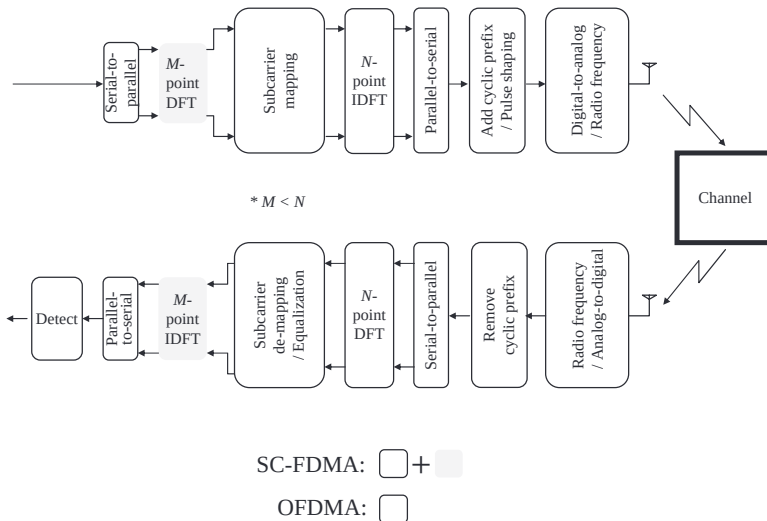 Serial-to-
parallel
M-
point
DFT
Subcarrier
mapping
N-
point
IDFT
Parallel-to-serial
Add cyclic prefix
/ Pulse shaping
Digital-to-analog
/ Radio frequency
* M < N
Channel
Detect
Parallel-
to-serial
M-
point
IDFT
Subcarrier
de-mapping
/ Equalization
N-
point
DFT
Serial-to-parallel
Remove
cyclic prefix
Radio frequency
/ Analog-to-digital
SC-FDMA: +
OFDMA: